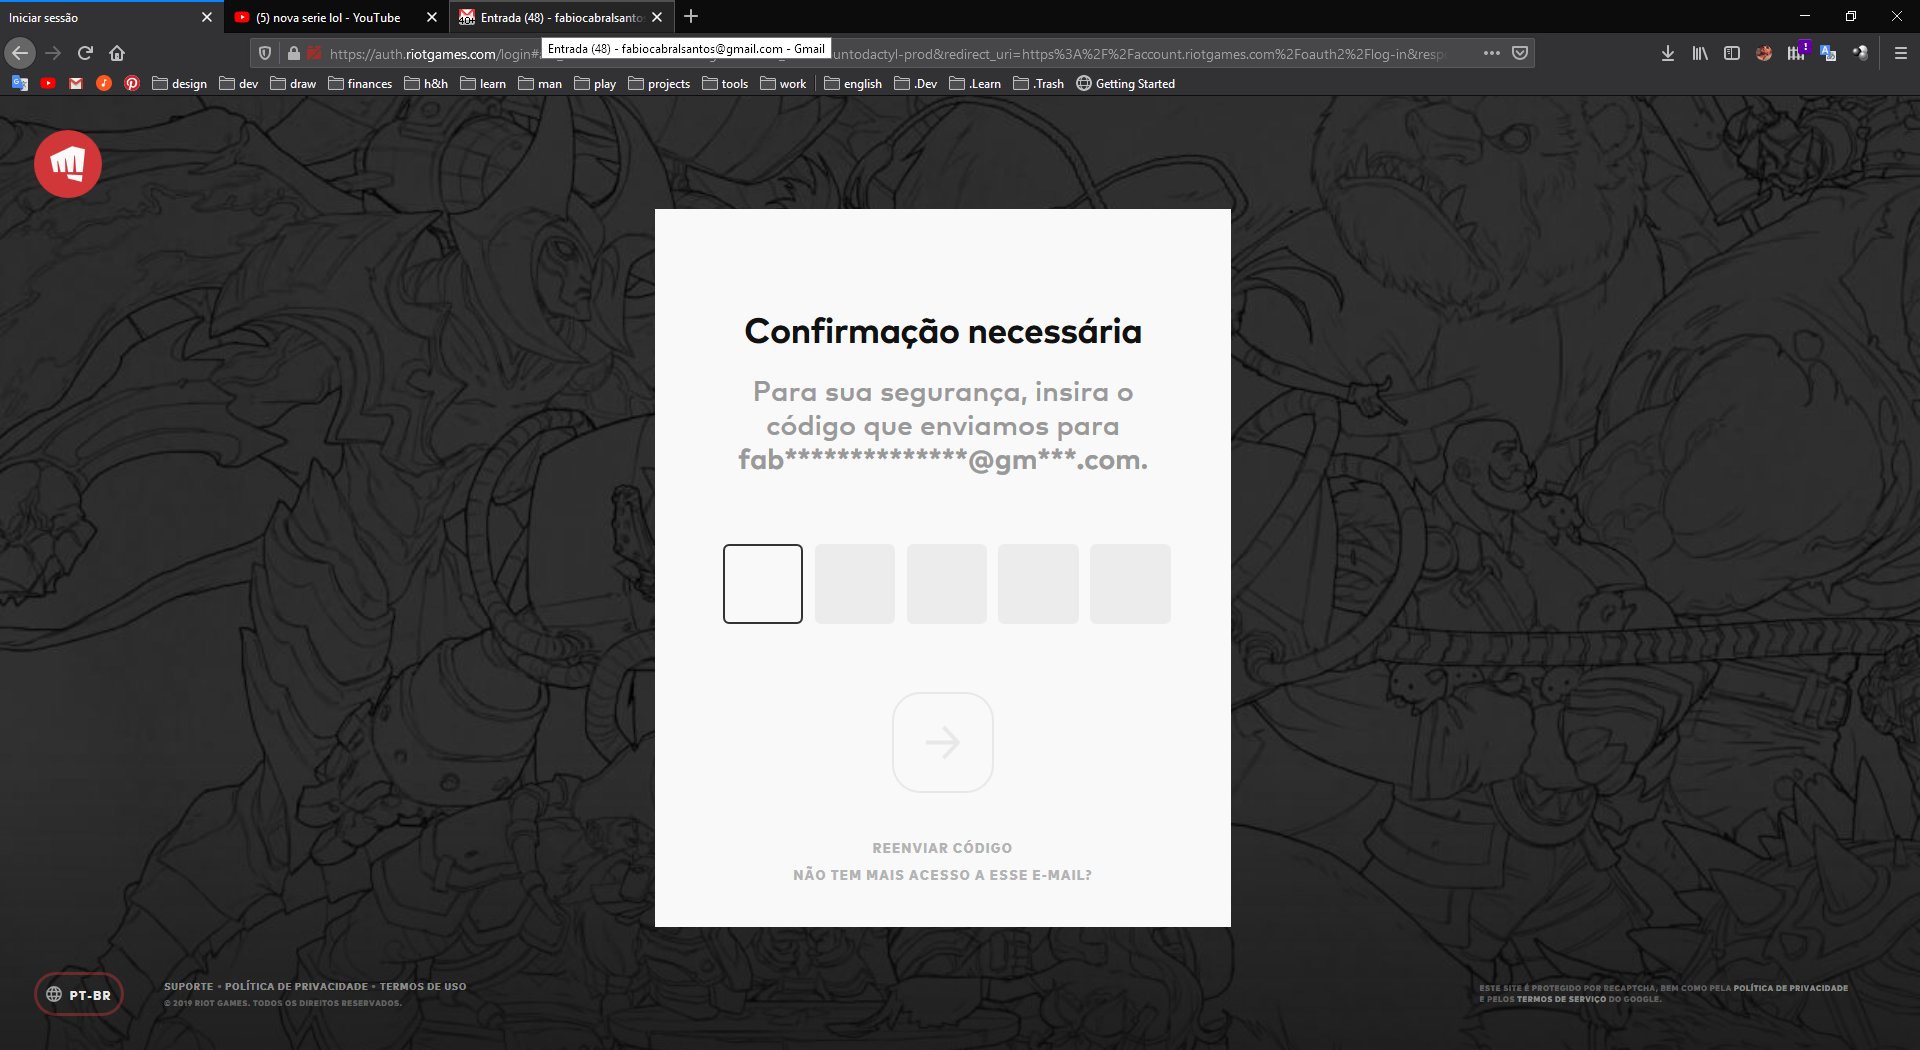 Iniciar sessão
(5) nova serie lol - YouTube
40+
Entrada (48) - fabiocabralsantos
https://auth.riotgames.com/login#
Entrada (48) - fabiocabralsantos@gmail.com - Gmail
untodactyl-prod&redirect_uri=https%3A%2F%2Faccount.riotgames.com%2Foauth2%2Flog-in&resp
design
dev
draw
finances
h&h
learn
man
play
projects
tools
work
english
.Dev
.Learn
.Trash
Getting Started
Confirmação necessária
Para sua segurança, insira o
código que enviamos para
fab**************@gm***.com.
REENVIAR CÓDIGO
NÃO TEM MAIS ACESSO A ESSE E-MAIL?
PT-BR
SUPORTE • POLÍTICA DE PRIVACIDADE • TERMOS DE USO
© 2019 RIOT GAMES. TODOS OS DIREITOS RESERVADOS.
ESTE SITE É PROTEGIDO POR RECAPTCHA, BEM COMO PELA POLÍTICA DE PRIVACIDADE
E PELOS TERMOS DE SERVIÇO DO GOOGLE.